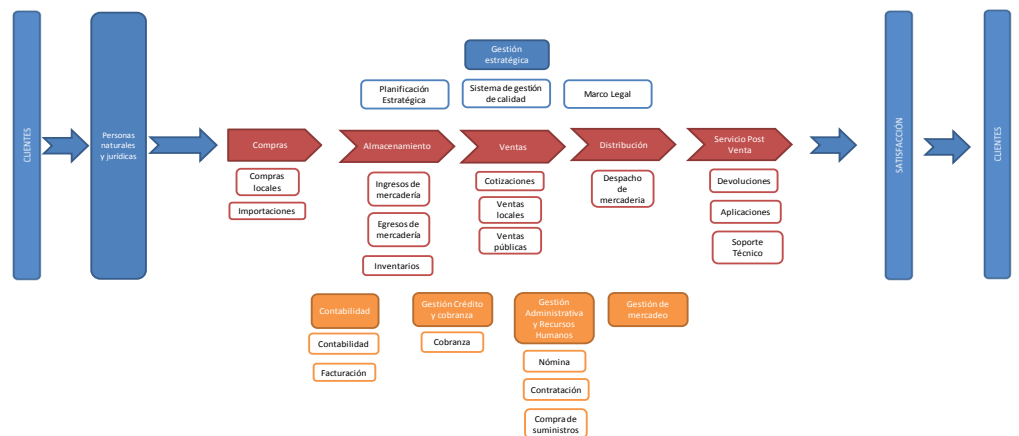 CLIENTES
Personas
naturales
y jurídicas
Gestión
estratégica
Planificación
Estratégica
Sistema de gestión
de calidad
Marco Legal
Compras
Almacenamiento
Ventas
Distribución
Servicio Post
Venta
Compras
locales
Importaciones
Ingresos de
mercadería
Egresos de
mercadería
Inventarios
Cotizaciones
Ventas
locales
Ventas
públicas
Despacho
de
mercaderia
Devoluciones
Aplicaciones
Soporte
Técnico
SATISFACCIÓN
CLIENTES
Contabilidad
Contabilidad
Facturación
Gestión Crédito
y cobranza
Cobranza
Gestión
Administrativa
y Recursos
Humanos
Nómina
Contratación
Compra de
suministros
Gestión de
mercadeo